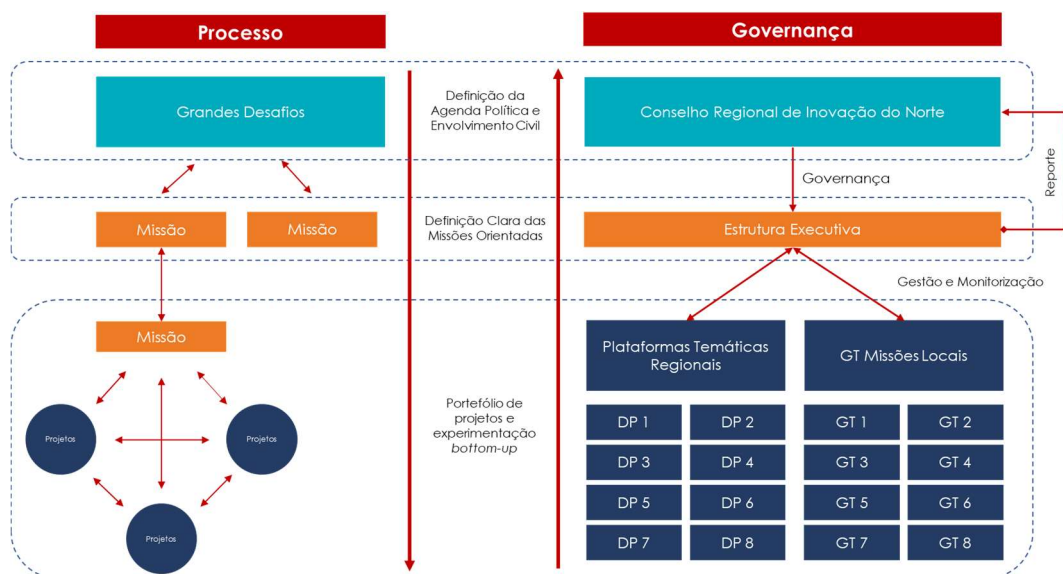 Processo
Governança
Grandes Desafios
Definição da
Agenda Política e
Envolvimento Civil
Conselho Regional de Inovação do Norte
Governança
Reporte
Missão
Missão
Definição Clara das
Missões Orientadas
Estrutura Executiva
Gestão e Monitorização
Missão
Projetos
Projetos
Projetos
Portefólio de
projetos e
experimentação
bottom-up
Plataformas Temáticas
Regionais
GT Missões Locais
DP 1
DP 2
GT 1
GT 2
DP 3
DP 4
GT 3
GT 4
DP 5
DP 6
GT 5
GT 6
DP 7
DP 8
GT 7
GT 8